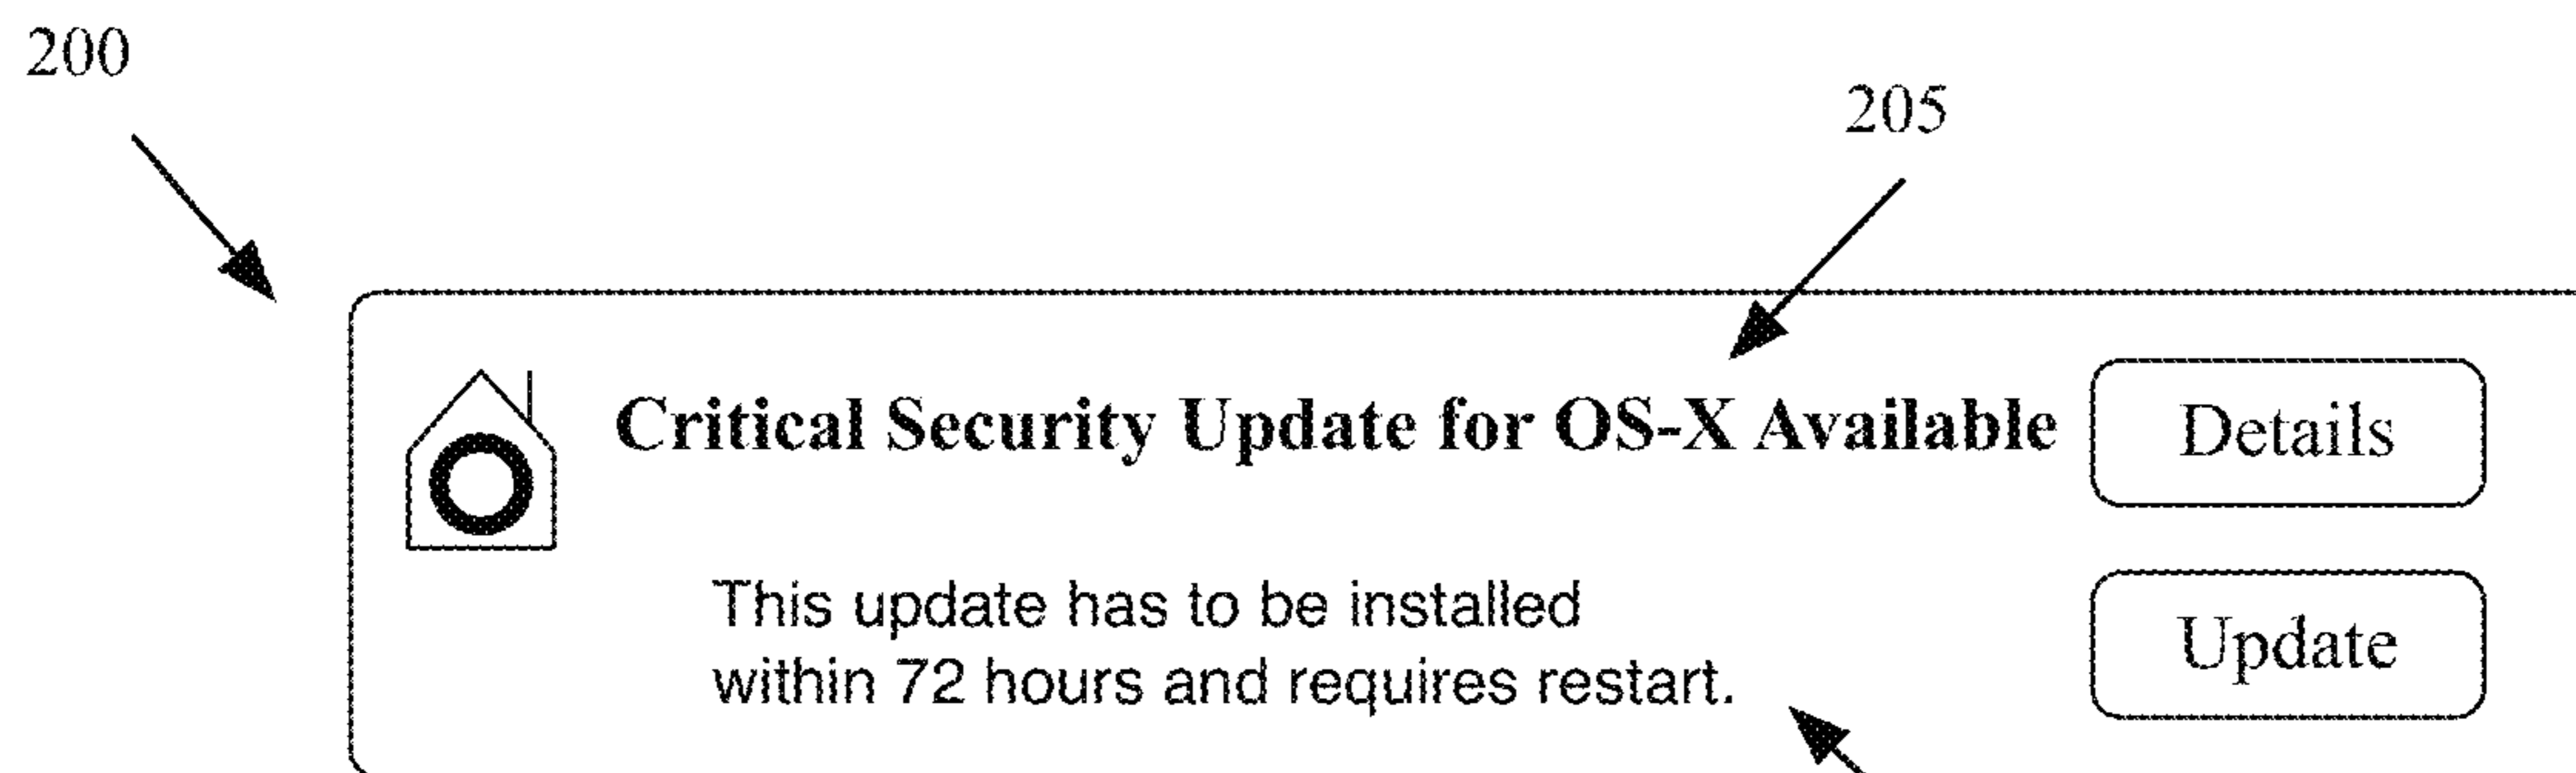 200
205
Critical Security Update for OS-X Available
Details
This update has to be installed
within 72 hours and requires restart.
Update